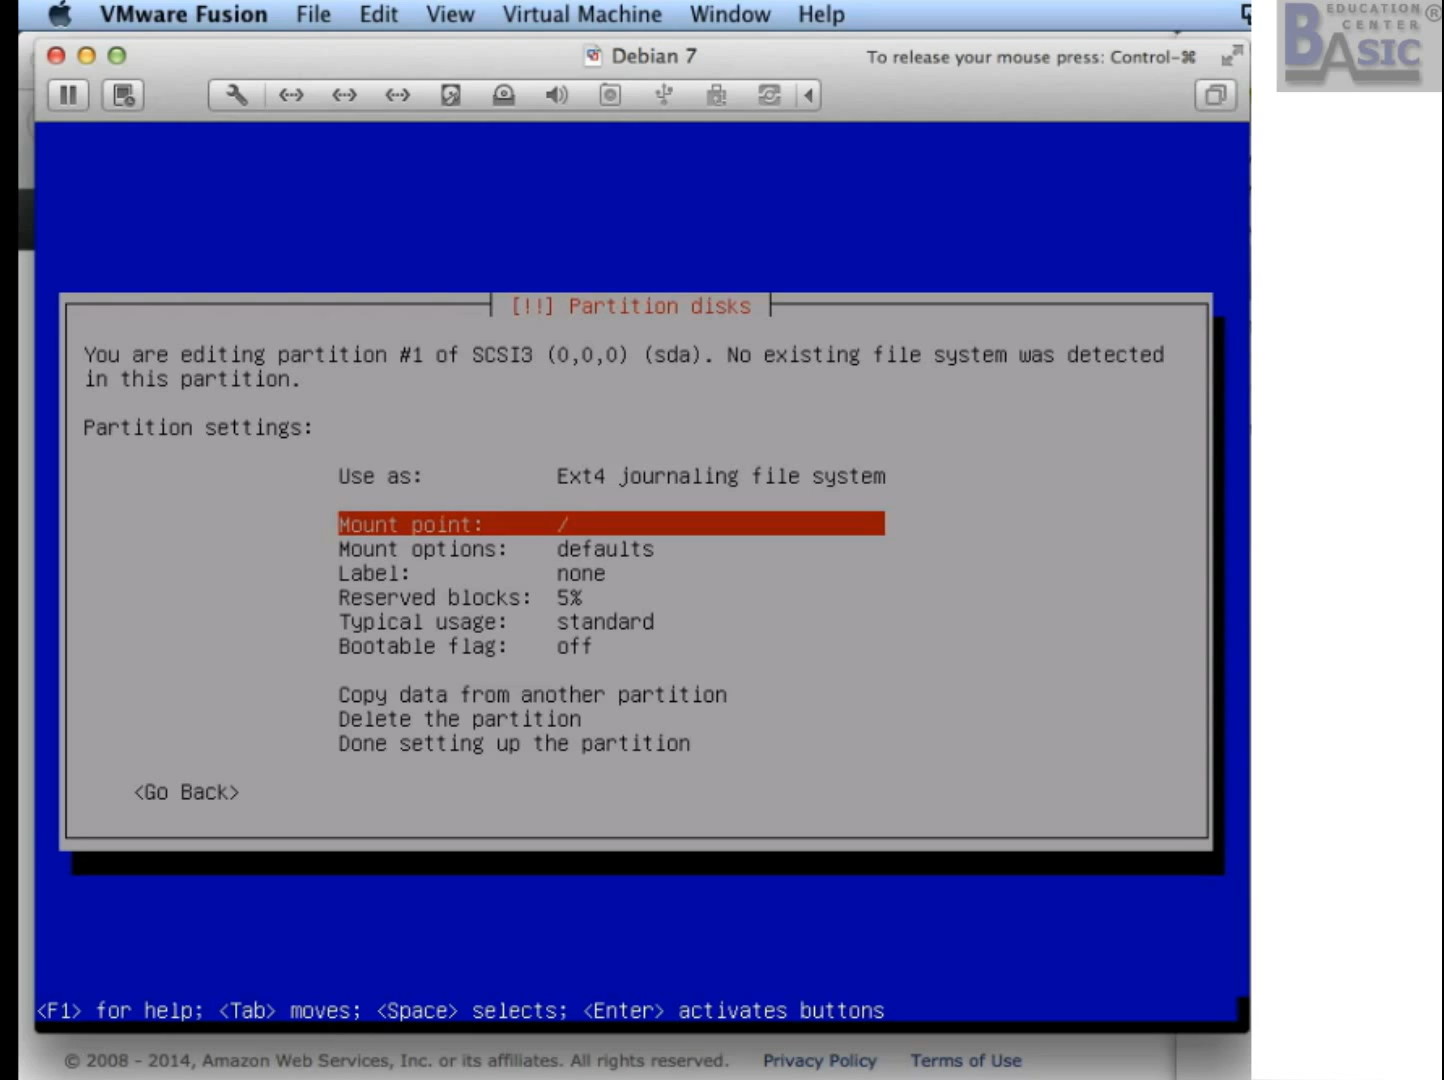 VMware Fusion File Edit View Virtual Machine Window Help
EDUCATION
CENTER
BASIC
Debian 7
To release your mouse press: Control-⌘
[!!] Partition disks
You are editing partition #1 of SCSI3 (0,0,0) (sda). No existing file system was detected
in this partition.
Partition settings:
Use as: Ext4 journaling file system
Mount point: /
Mount options: defaults
Label: none
Reserved blocks: 5%
Typical usage: standard
Bootable flag: off
Copy data from another partition
Delete the partition
Done setting up the partition
<Go Back>
<F1> for help; <Tab> moves; <Space> selects; <Enter> activates buttons
© 2008 - 2014, Amazon Web Services, Inc. or its affiliates. All rights reserved. Privacy Policy Terms of Use